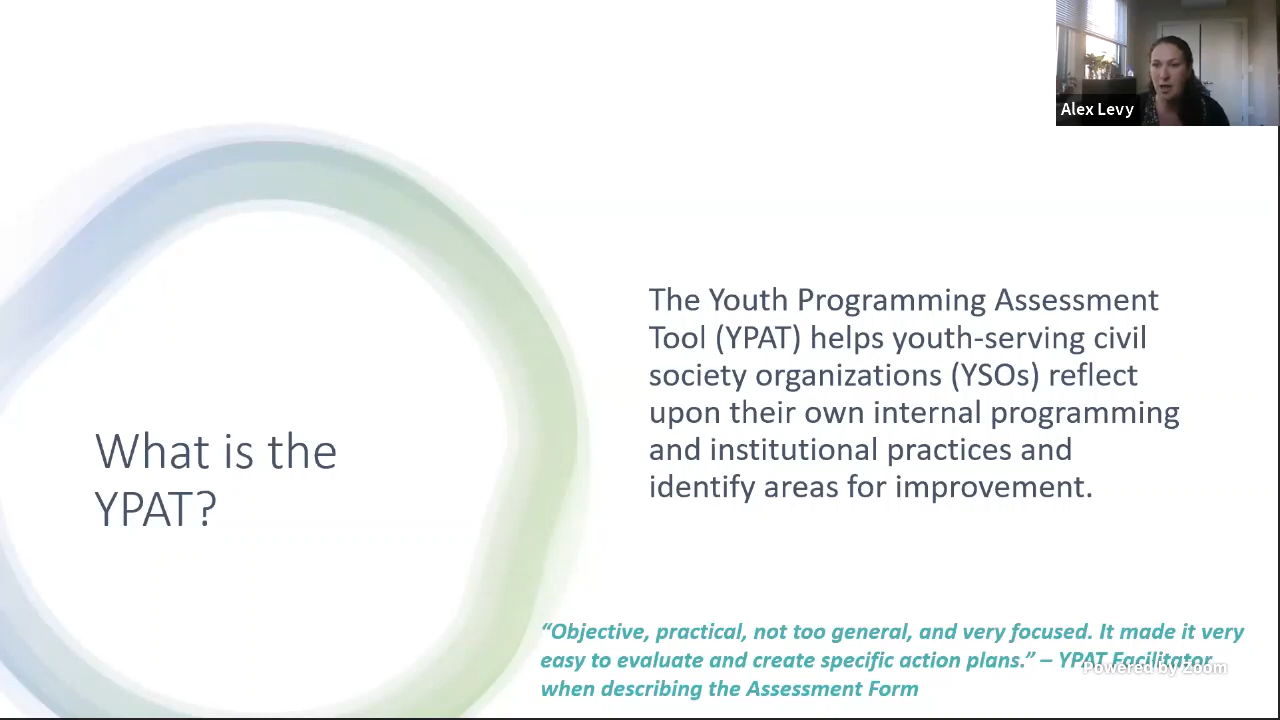 Alex Levy
What is the
YPAT?
The Youth Programming Assessment
Tool (YPAT) helps youth-serving civil
society organizations (YSOs) reflect
upon their own internal programming
and institutional practices and
identify areas for improvement.
“Objective, practical, not too general, and very focused. It made it very
easy to evaluate and create specific action plans.” – YPAT Facilitator
when describing the Assessment Form
Powered by Zoom